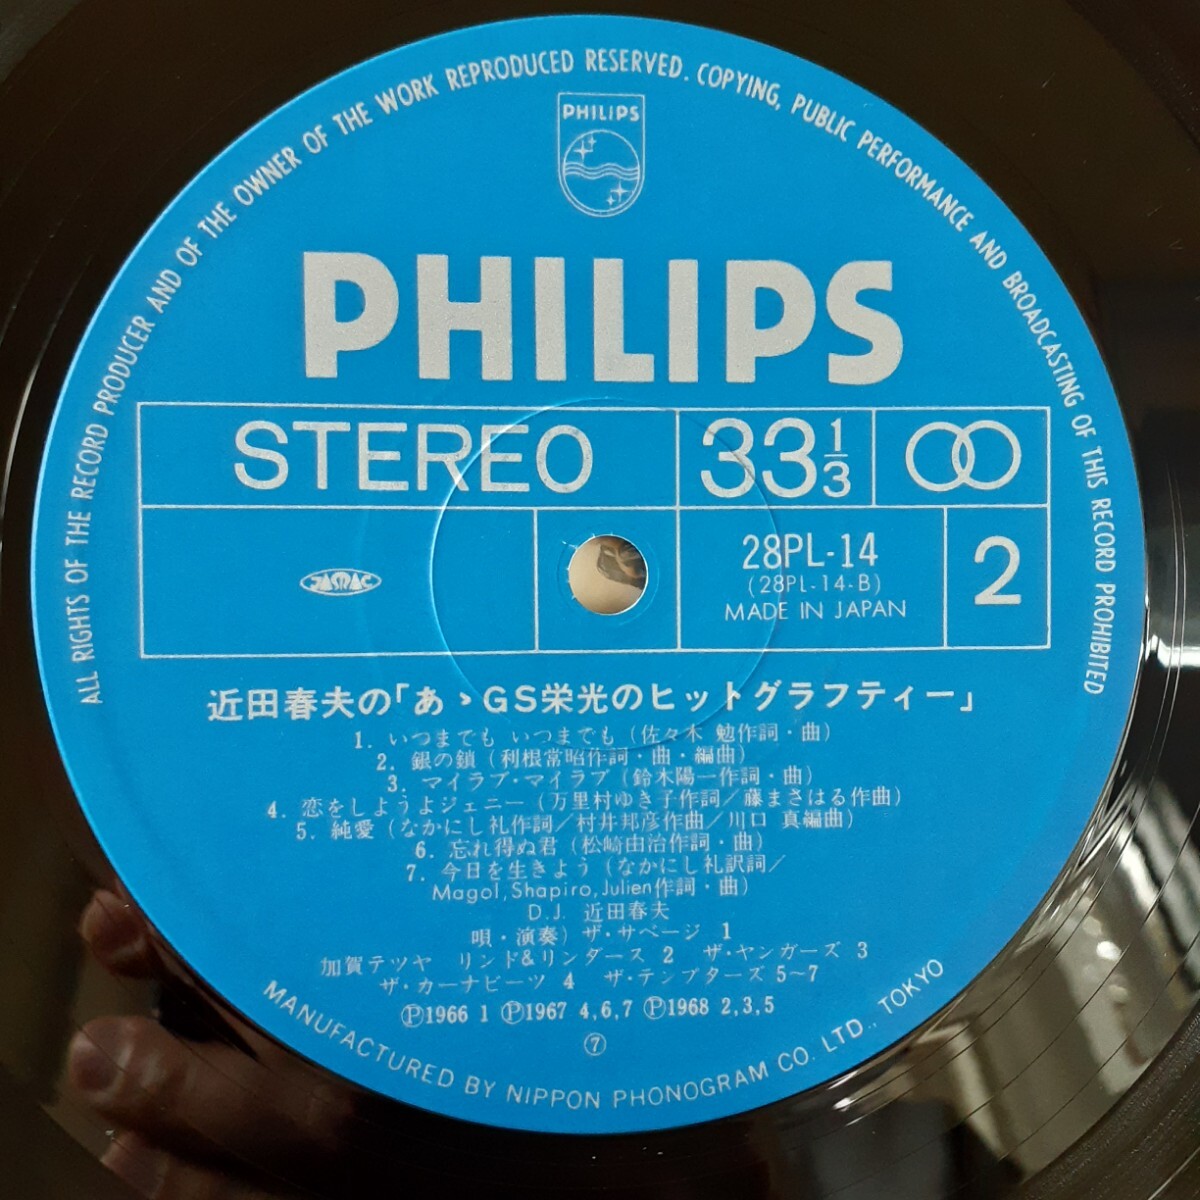 ALL RIGHTS OF THE RECORD PRODUCER AND OF THE OWNER OF THE WORK REPRODUCED RESERVED. COPYING, PUBLIC PERFORMANCE AND BROADCASTING OF THIS RECORD PROHIBITED
PHILIPS
PHILIPS
STEREO
33 1/3
JASRAC
28PL-14
(28PL-14-B)
MADE IN JAPAN
2
近田春夫の「あゝGS栄光のヒットグラフティー」
1. いつまでも いつまでも (佐々木 勉作詞・曲)
2. 銀の鎖 (利根常昭作詞・曲・編曲)
3. マイラブ・マイラブ (鈴木陽一作詞・曲)
4. 恋をしようよジェニー (万里村ゆき子作詞/藤まさはる作曲)
5. 純愛 (なかにし礼作詞/村井邦彦作曲/川口 真編曲)
6. 忘れ得ぬ君 (松崎由治作詞・曲)
7. 今日を生きよう (なかにし礼訳詞/
Magol, Shapiro, Julien作詞・曲)
D.J. 近田春夫
唄・演奏) ザ・サベージ 1
加賀テツヤ リンド&リンダース 2 ザ・ヤンガーズ 3
ザ・カーナビーツ 4 ザ・テンプターズ 5~7
Ⓟ1966 1 Ⓟ1967 4,6,7 Ⓟ1968 2,3,5
⑦
MANUFACTURED BY NIPPON PHONOGRAM CO. LTD., TOKYO